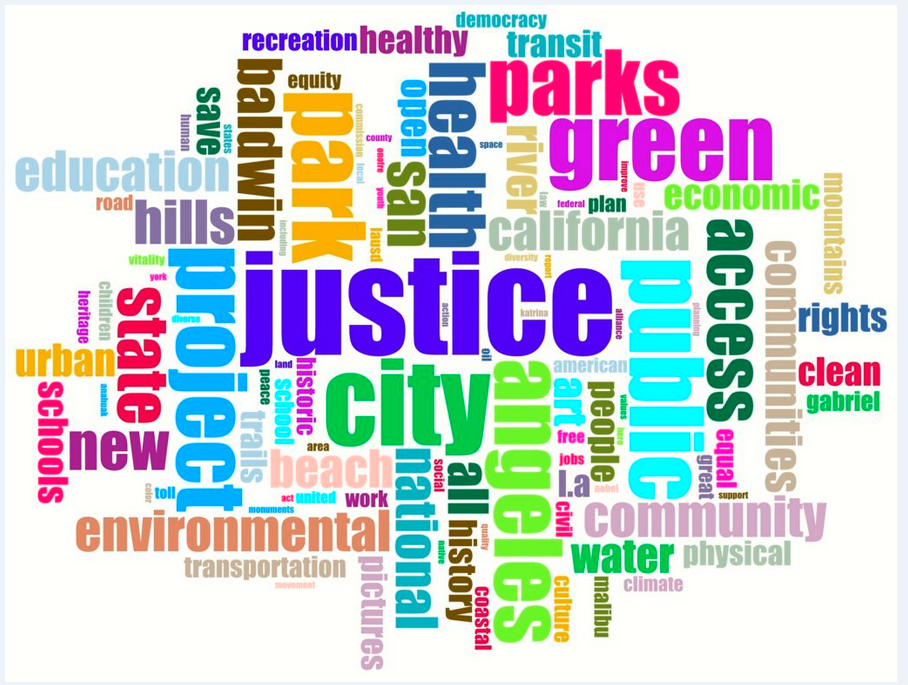 democracy
recreation
healthy
transit
parks
baldwin
equity
park
open
health
save
human
states
commission
county
onofre
local
space
green
river
education
san
youth
improve
use
road
hills
federal
plan
law
economic
mountains
including
lausd
california
access
vitality
york
project
justice
diversity
report
public
communities
heritage
children
state
diverse
action
katrina
alliance
planning
rights
urban
land
historic
oil
american
clean
schools
anahuak
peace
school
city
angeles
art
people
values
gabriel
new
trails
area
free
hero
equal
beach
national
social
all
jobs
great
color
toll
act
united
work
l.a
nobel
support
monuments
civil
community
environmental
history
quality
native
water
physical
transportation
movement
pictures
coastal
culture
malibu
climate